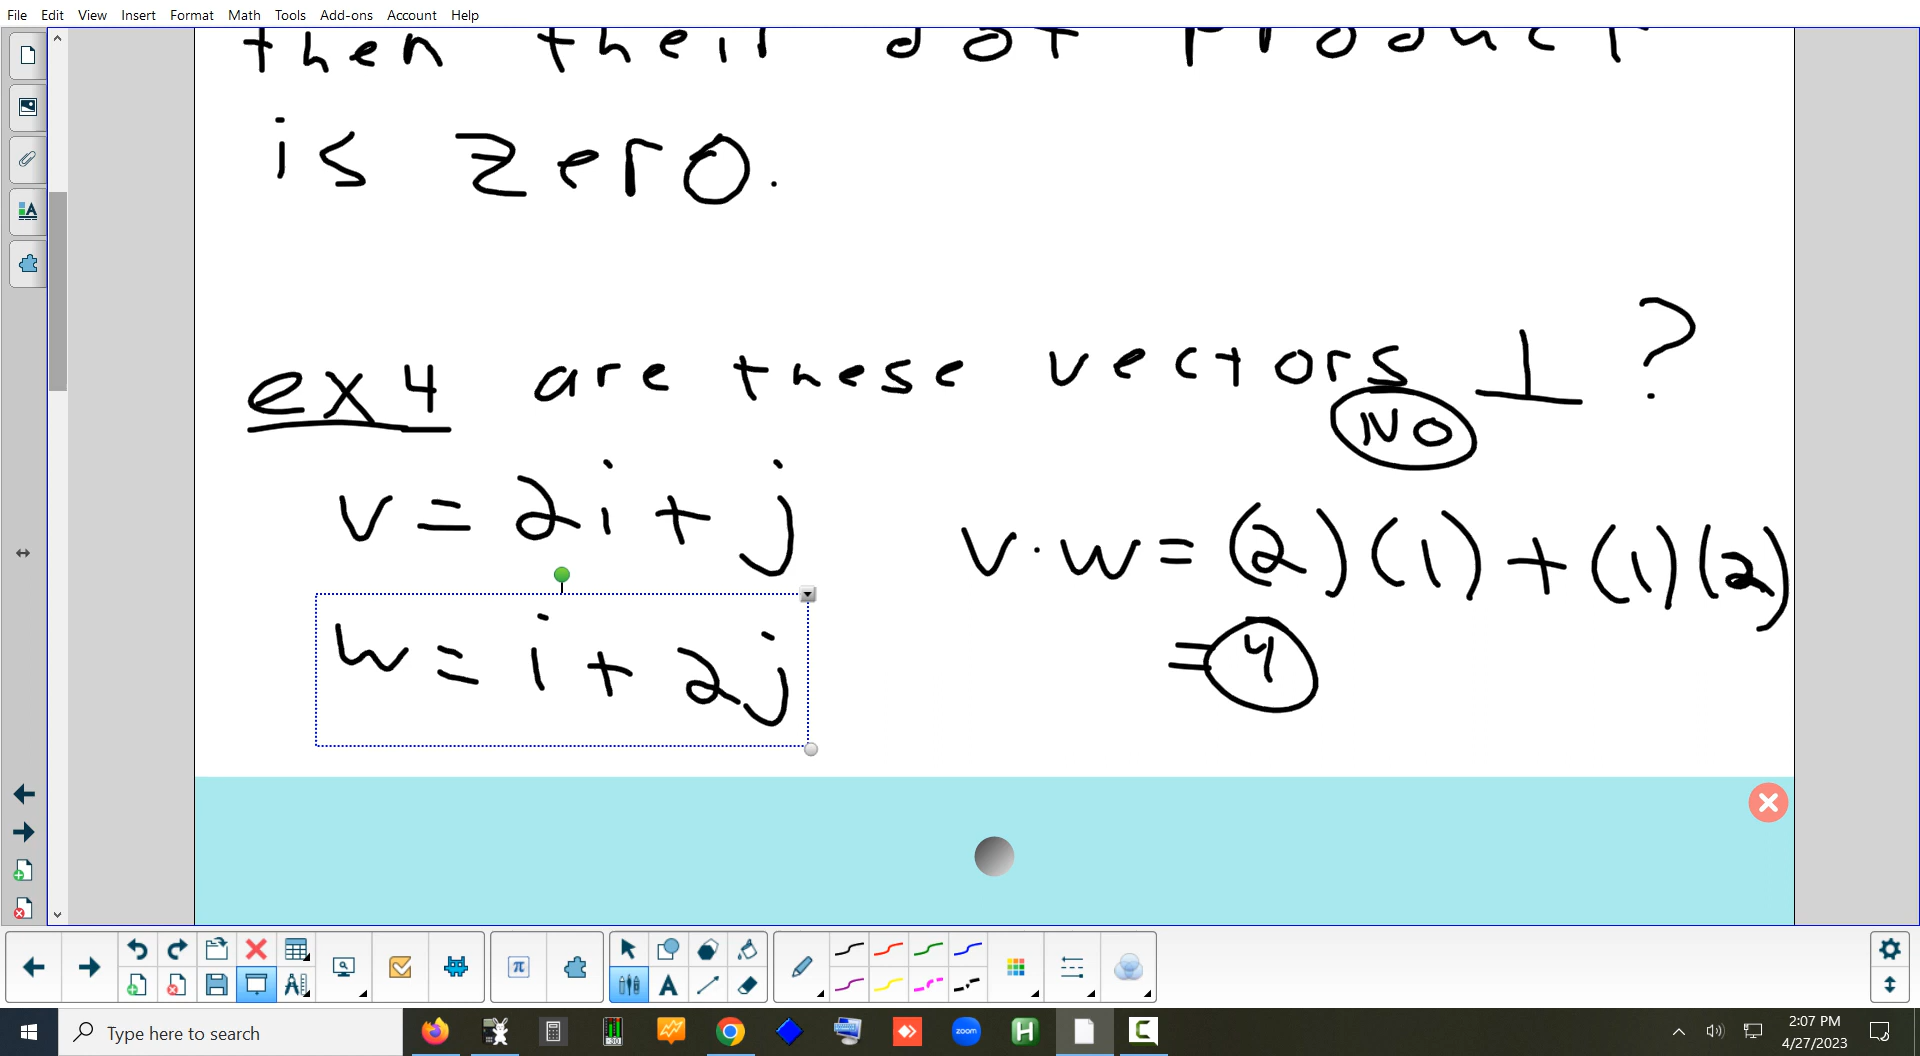 File Edit View Insert Format Math Tools Add-ons Account Help
then their dot product
is zero.
ex 4 are these vectors ⊥ ?
NO
v = 2i + j
v · w = (2)(1) + (1)(2)
w = i + 2j
= 4
π
A
Type here to search
zoom
H
C
2:07 PM
4/27/2023